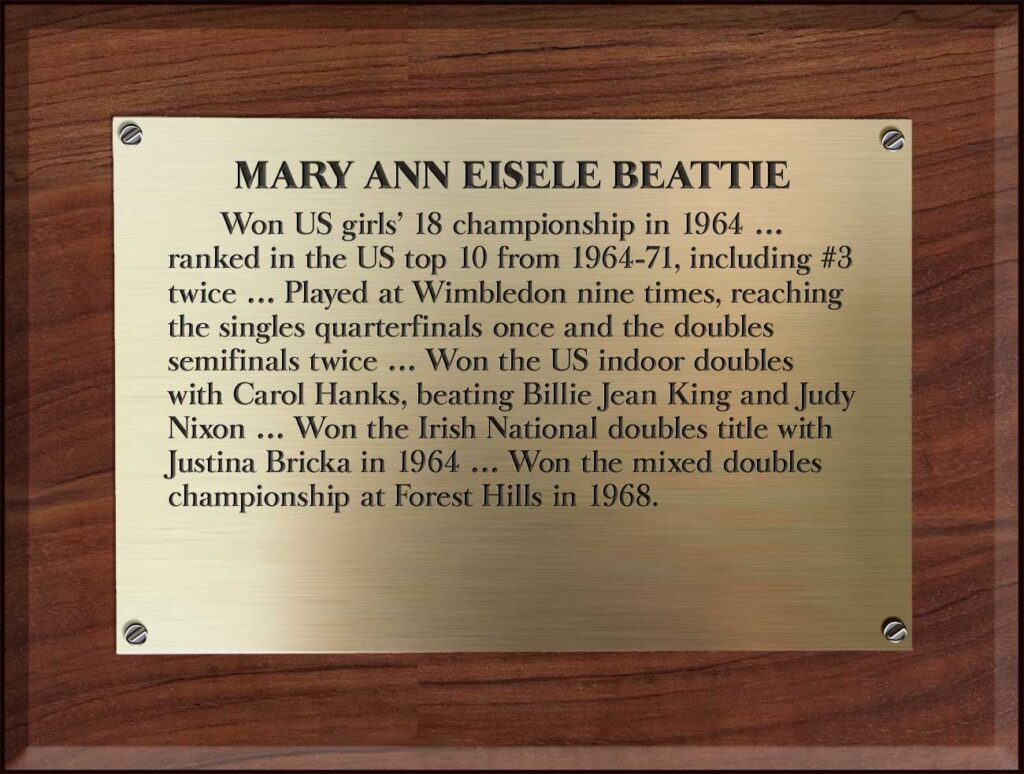 MARY ANN EISELE BEATTIE
Won US girls’ 18 championship in 1964 ...
ranked in the US top 10 from 1964-71, including #3
twice ... Played at Wimbledon nine times, reaching
the singles quarterfinals once and the doubles
semifinals twice ... Won the US indoor doubles
with Carol Hanks, beating Billie Jean King and Judy
Nixon ... Won the Irish National doubles title with
Justina Bricka in 1964 ... Won the mixed doubles
championship at Forest Hills in 1968.